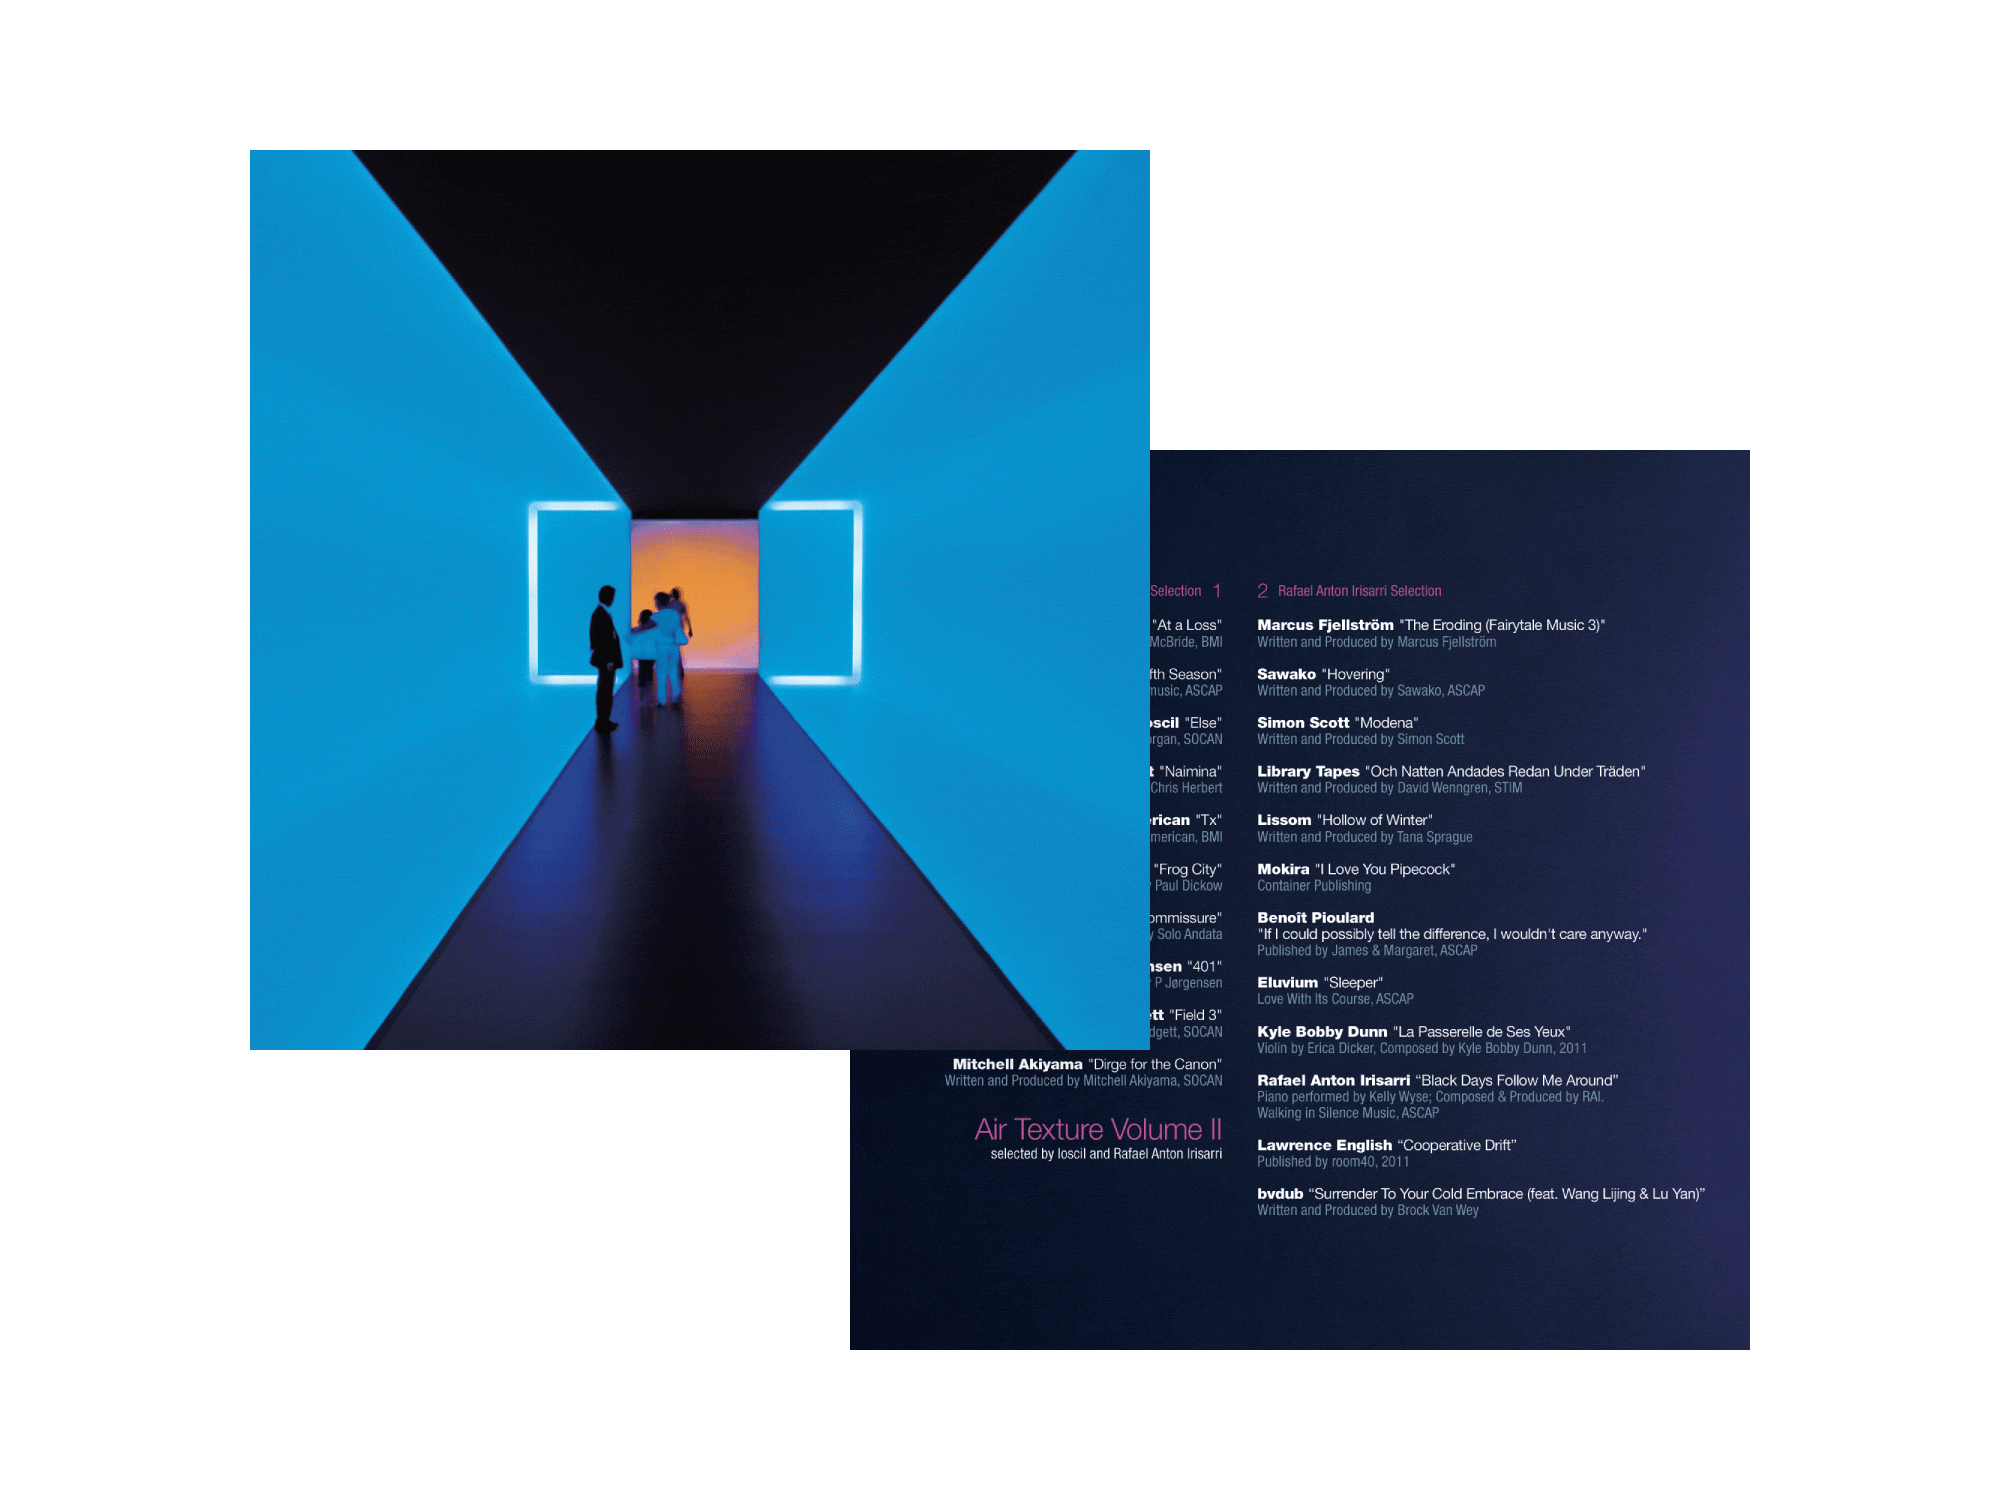 Selection 1
"At a Loss"
McBride, BMI
Season"
ASCAP
"Else"
SOCAN
"Naimina"
Chris Herbert
"Tx"
BMI
"Frog City"
Paul Dickow
Solo Andata
"401"
P Jørgensen
"Field 3"
SOCAN
Mitchell Akiyama "Dirge for the Canon"
Written and Produced by Mitchell Akiyama, SOCAN
Air Texture Volume II
selected by loscil and Rafael Anton Irisarri
2 Rafael Anton Irisarri Selection
Marcus Fjellström "The Eroding (Fairytale Music 3)"
Written and Produced by Marcus Fjellström
Sawako "Hovering"
Written and Produced by Sawako, ASCAP
Simon Scott "Modena"
Written and Produced by Simon Scott
Library Tapes "Och Natten Andades Redan Under Träden"
Written and Produced by David Wenngren, STIM
Lissom "Hollow of Winter"
Written and Produced by Tana Sprague
Mokira "I Love You Pipecock"
Container Publishing
Benoît Pioulard
"If I could possibly tell the difference, I wouldn't care anyway."
Published by James & Margaret, ASCAP
Eluvium "Sleeper"
Love With Its Course, ASCAP
Kyle Bobby Dunn "La Passerelle de Ses Yeux"
Violin by Erica Dicker, Composed by Kyle Bobby Dunn, 2011
Rafael Anton Irisarri “Black Days Follow Me Around”
Piano performed by Kelly Wyse; Composed & Produced by RAI.
Walking in Silence Music, ASCAP
Lawrence English “Cooperative Drift”
Published by room40, 2011
bvdub “Surrender To Your Cold Embrace (feat. Wang Lijing & Lu Yan)”
Written and Produced by Brock Van Wey